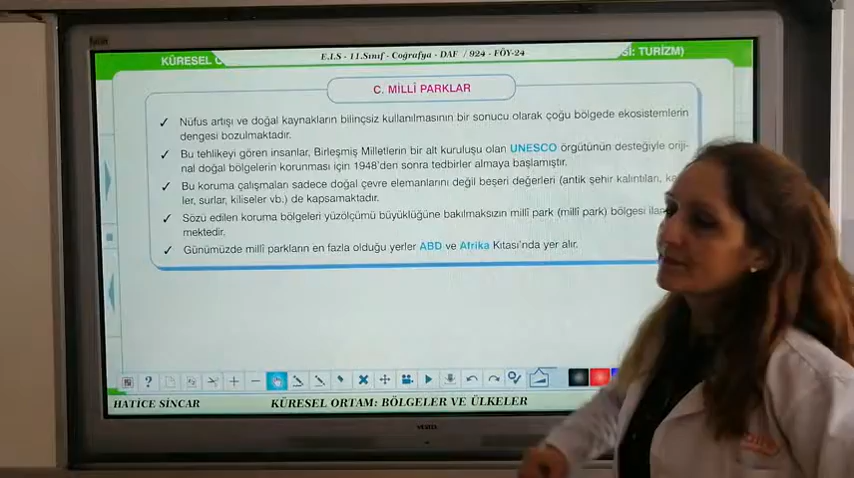 KÜRESEL
E.I.S - 11.Sınıf - Coğrafya - DAF / 924 - FÖY-24
Sİ: TURİZM)
C. MİLLÎ PARKLAR
✓ Nüfus artışı ve doğal kaynakların bilinçsiz kullanılmasının bir sonucu olarak çoğu bölgede ekosistemlerin
dengesi bozulmaktadır.
✓ Bu tehlikeyi gören insanlar, Birleşmiş Milletlerin bir alt kuruluşu olan UNESCO örgütünün desteğiyle oriji-
nal doğal bölgelerin korunması için 1948'den sonra tedbirler almaya başlamıştır.
✓ Bu koruma çalışmaları sadece doğal çevre elemanlarını değil beşerî değerleri (antik şehir kalıntıları, ka
ler, surlar, kiliseler vb.) de kapsamaktadır.
✓ Sözü edilen koruma bölgeleri yüzölçümü büyüklüğüne bakılmaksızın millî park (millî park) bölgesi ilan
mektedir.
✓ Günümüzde millî parkların en fazla olduğu yerler ABD ve Afrika Kıtası'nda yer alır.
HATİCE SİNCAR
KÜRESEL ORTAM: BÖLGELER VE ÜLKELER
VESTEL